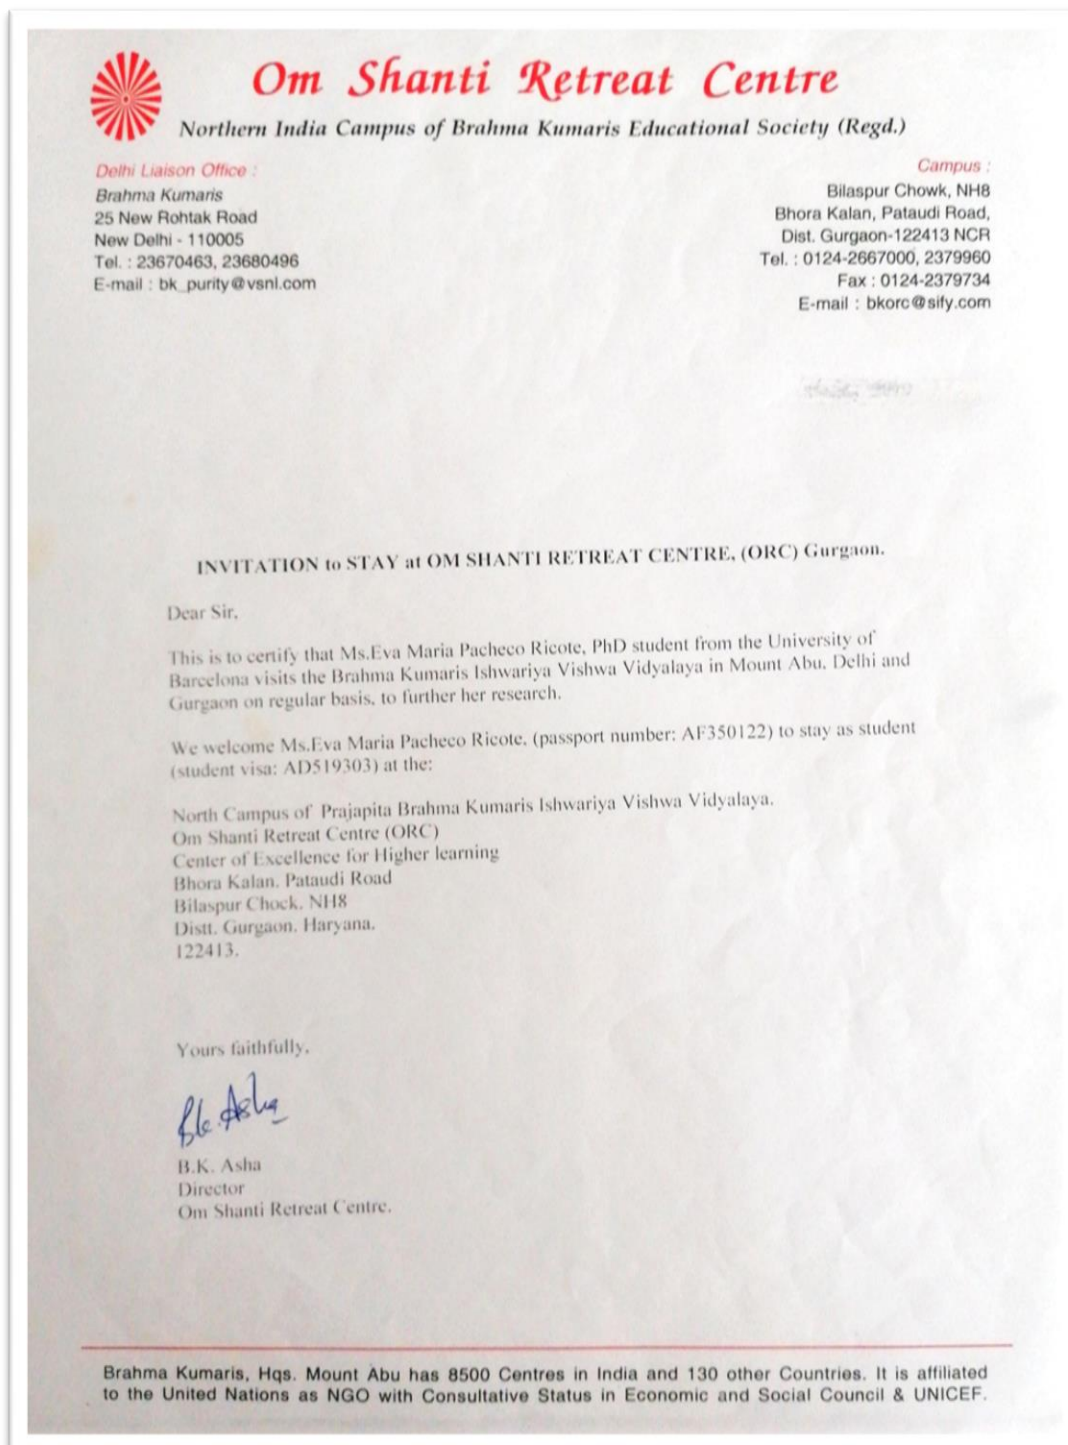 Om Shanti Retreat Centre
Northern India Campus of Brahma Kumaris Educational Society (Regd.)
Delhi Liaison Office :
Brahma Kumaris
25 New Rohtak Road
New Delhi - 110005
Tel. : 23670463, 23680496
E-mail : bk_purity@vsnl.com
Campus :
Bilaspur Chowk, NH8
Bhora Kalan, Pataudi Road,
Dist. Gurgaon-122413 NCR
Tel. : 0124-2667000, 2379960
Fax : 0124-2379734
E-mail : bkorc@sify.com
INVITATION to STAY at OM SHANTI RETREAT CENTRE, (ORC) Gurgaon.
Dear Sir,
This is to certify that Ms.Eva Maria Pacheco Ricote, PhD student from the University of
Barcelona visits the Brahma Kumaris Ishwariya Vishwa Vidyalaya in Mount Abu, Delhi and
Gurgaon on regular basis, to further her research.
We welcome Ms.Eva Maria Pacheco Ricote, (passport number: AF350122) to stay as student
(student visa: AD519303) at the:
North Campus of Prajapita Brahma Kumaris Ishwariya Vishwa Vidyalaya.
Om Shanti Retreat Centre (ORC)
Center of Excellence for Higher learning
Bhora Kalan. Pataudi Road
Bilaspur Chock, NH8
Distt. Gurgaon. Haryana.
122413.
Yours faithfully,
Bk. Asha
B.K. Asha
Director
Om Shanti Retreat Centre.
Brahma Kumaris, Hqs. Mount Abu has 8500 Centres in India and 130 other Countries. It is affiliated
to the United Nations as NGO with Consultative Status in Economic and Social Council & UNICEF.